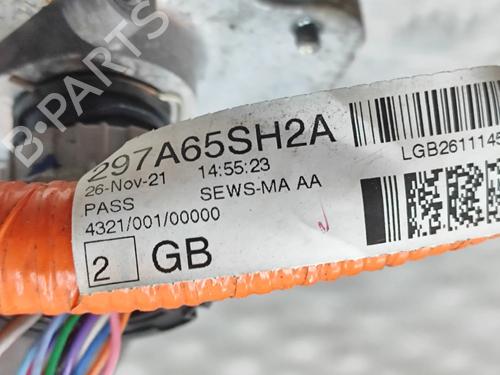 B-PARTS
297A65SH2A
26-Nov-21 14:55:23
PASS SEWS-MA AA
4321/001/00000
2 GB
LGB2611145